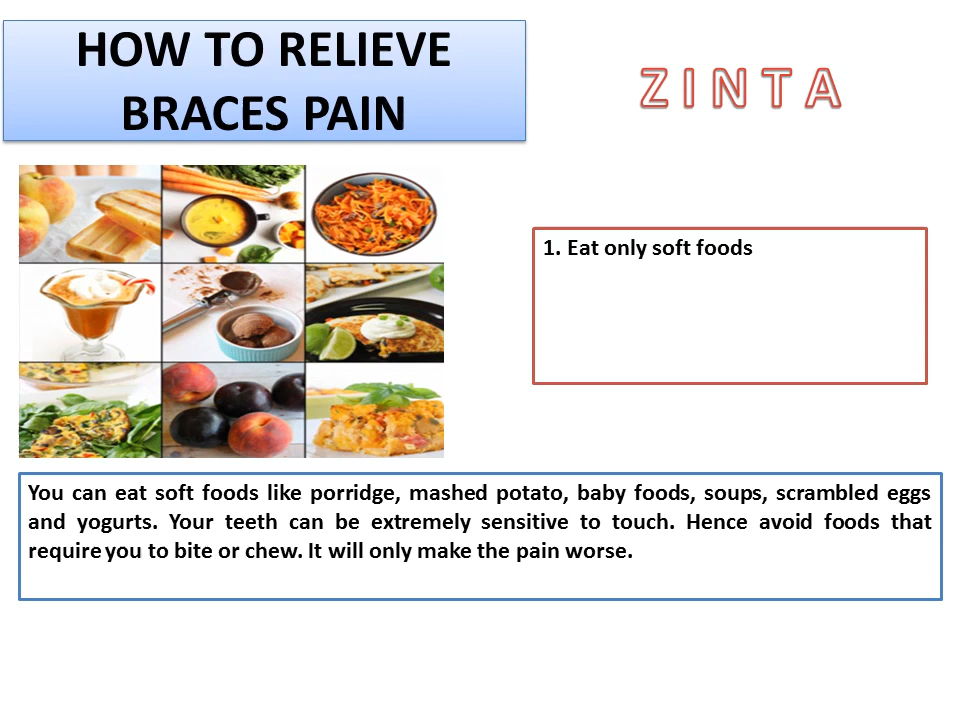 HOW TO RELIEVE
BRACES PAIN
Z I N T A
1. Eat only soft foods
You can eat soft foods like porridge, mashed potato, baby foods, soups, scrambled eggs
and yogurts. Your teeth can be extremely sensitive to touch. Hence avoid foods that
require you to bite or chew. It will only make the pain worse.